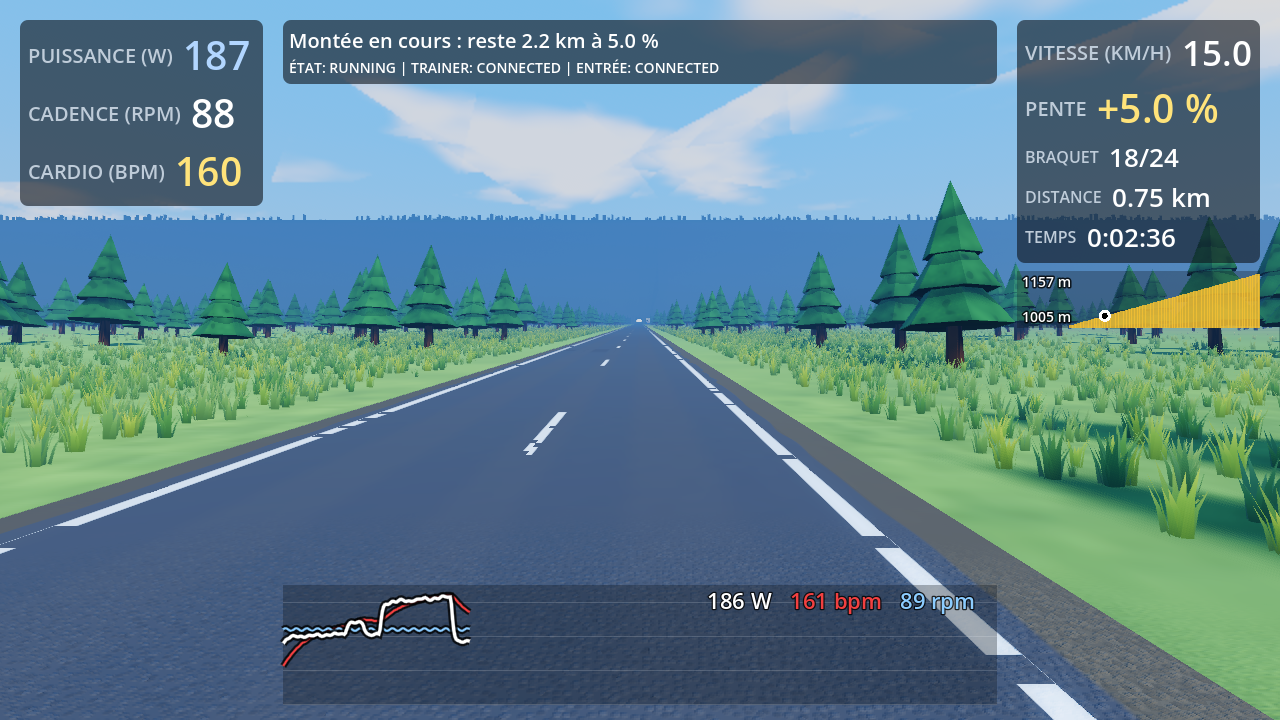 PUISSANCE (W) 187
CADENCE (RPM) 88
CARDIO (BPM) 160
Montée en cours : reste 2.2 km à 5.0 %
ÉTAT: RUNNING | TRAINER: CONNECTED | ENTRÉE: CONNECTED
VITESSE (KM/H) 15.0
PENTE +5.0 %
BRAQUET 18/24
DISTANCE 0.75 km
TEMPS 0:02:36
1157 m
1005 m
186 W 161 bpm 89 rpm